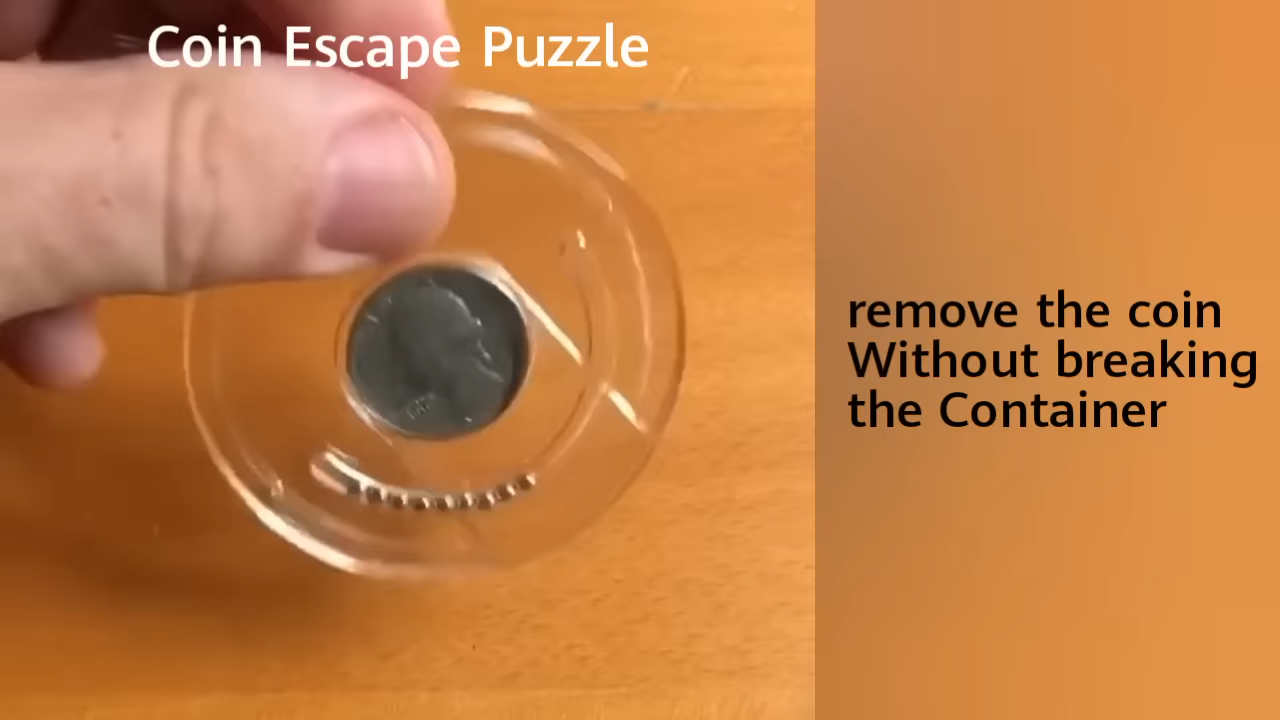 Coin Escape Puzzle
remove the coin
Without breaking
the Container